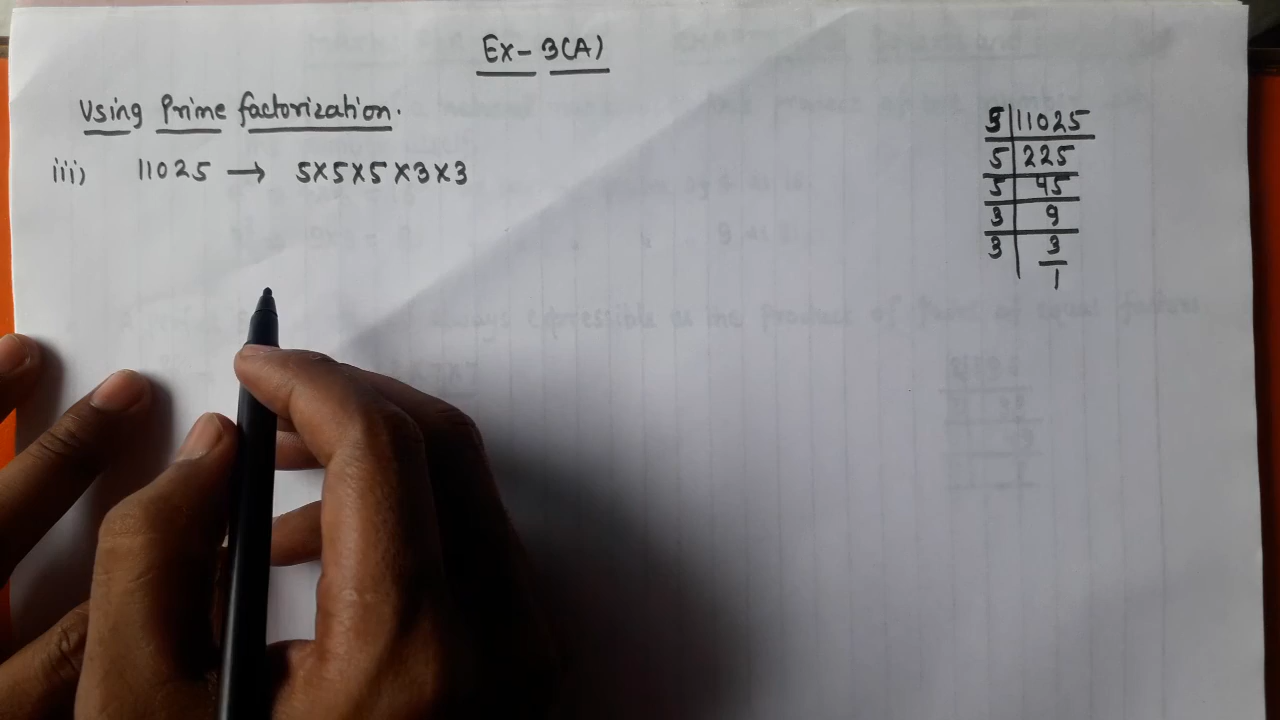 Ex- 3(A)
Using Prime factorization.
iii) 11025 → 5×5×5×3×3
5 | 11025
5 | 225
5 | 45
3 | 9
3 | 3
1